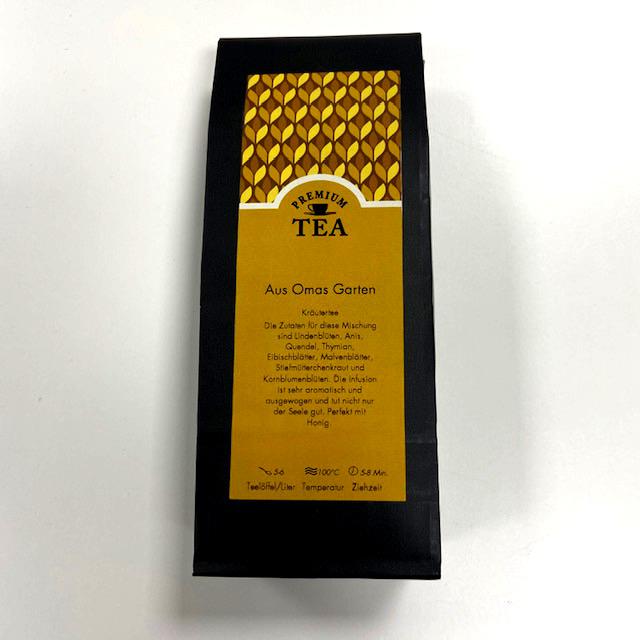 PREMIUM
TEA
Aus Omas Garten
Kräutertee
Die Zutaten für diese Mischung
sind Lindenblüten, Anis,
Quendel, Thymian,
Eibischblätter, Malvenblätter,
Stiefmütterchenkraut und
Kornblumenblüten. Die Infusion
ist sehr aromatisch und
ausgewogen und tut nicht nur
der Seele gut. Perfekt mit
Honig.
5-6 100°C 5-8 Min.
Teelöffel/Liter Temperatur Ziehzeit